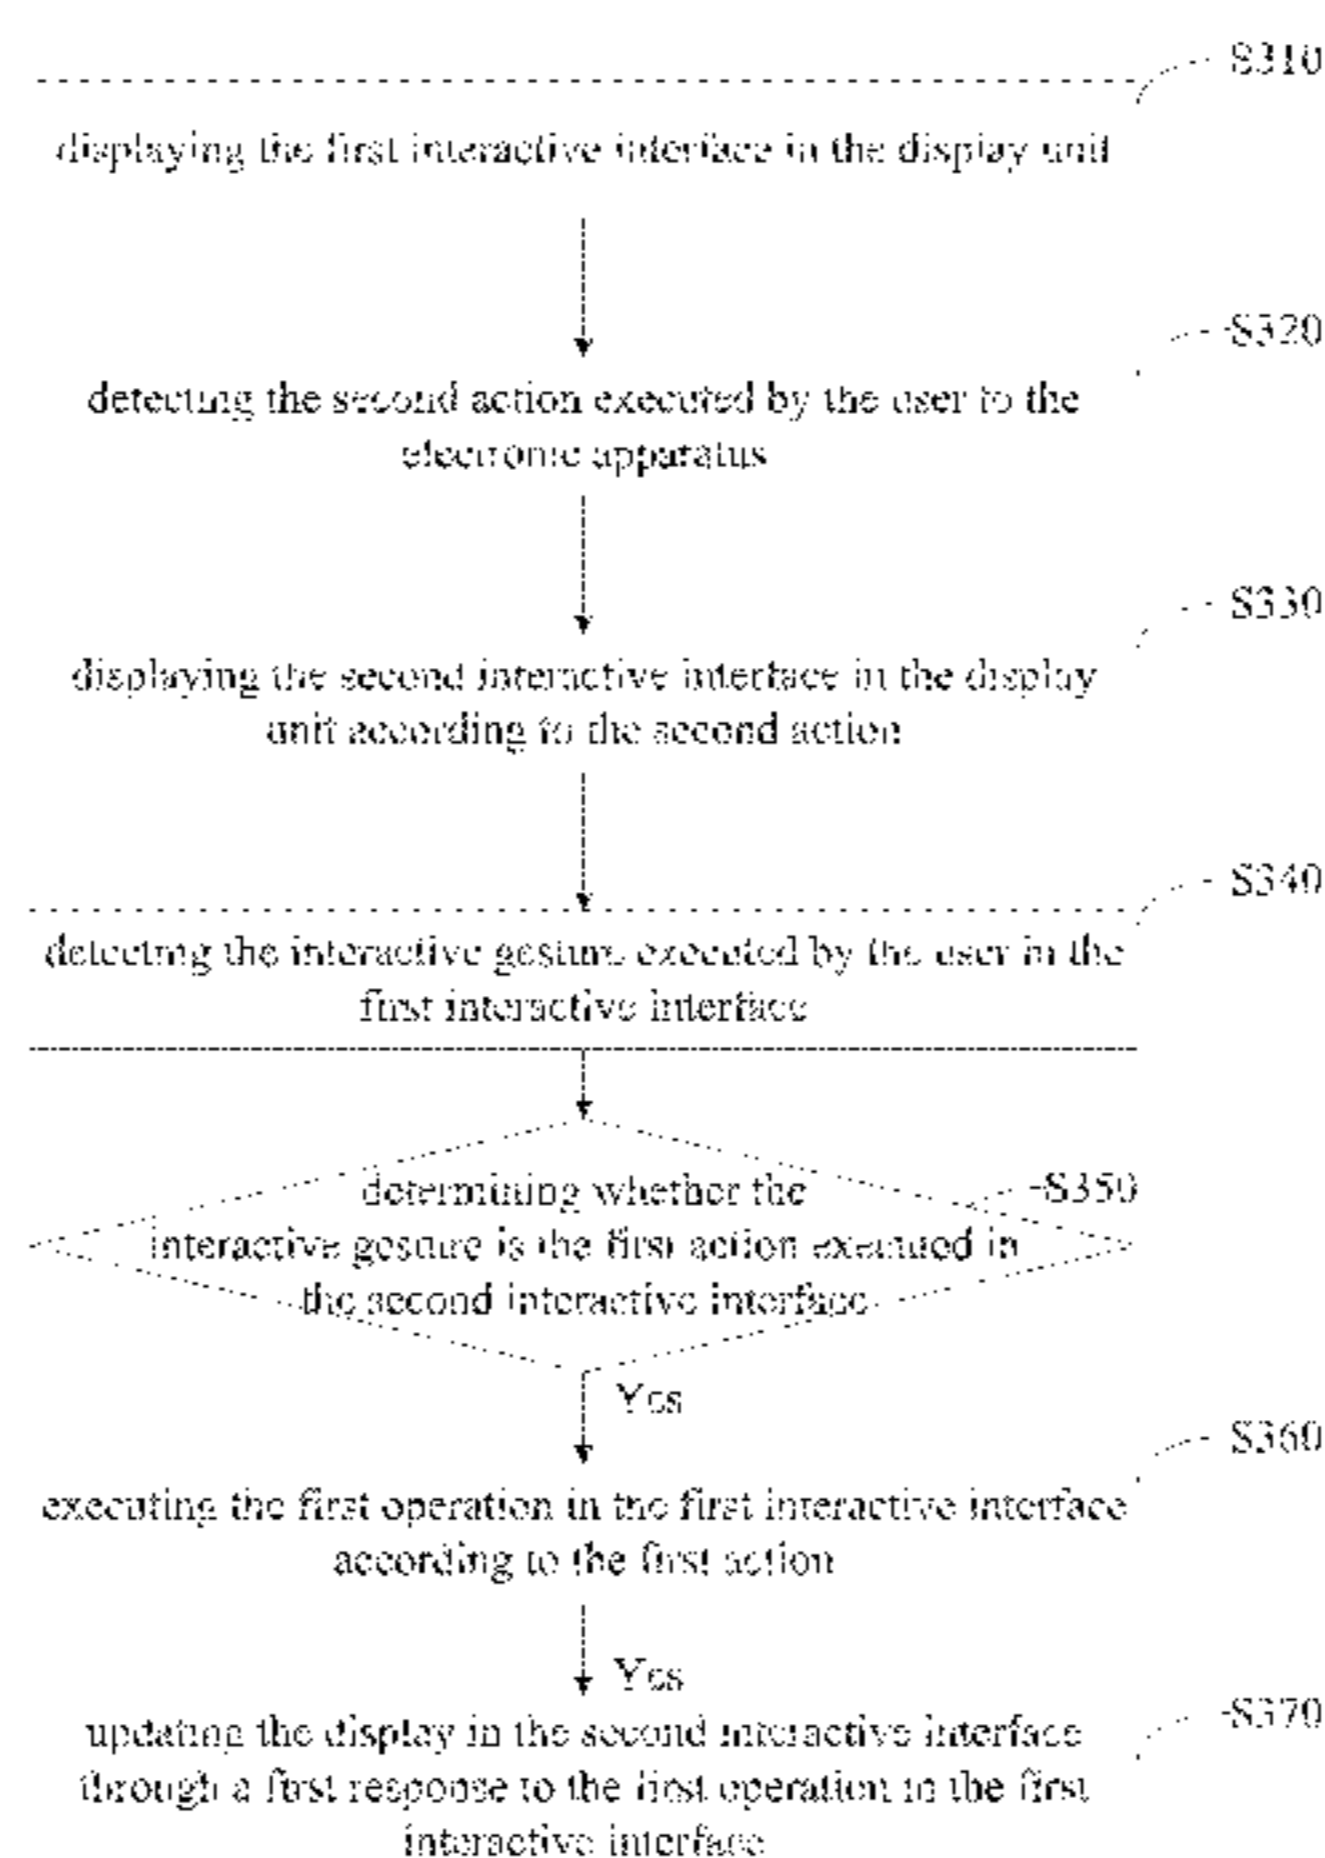 S310
displaying the first interactive interface in the display unit
S320
detecting the second action executed by the user to the
electronic apparatus
S330
displaying the second interactive interface in the display
unit according to the second action
S340
detecting the interactive gesture executed by the user in the
first interactive interface
determining whether the
S350
interactive gesture is the first action executed in
the second interactive interface
Yes
S360
executing the first operation in the first interactive interface
according to the first action
Yes
S370
updating the display in the second interactive interface
through a first response to the first operation in the first
interactive interface